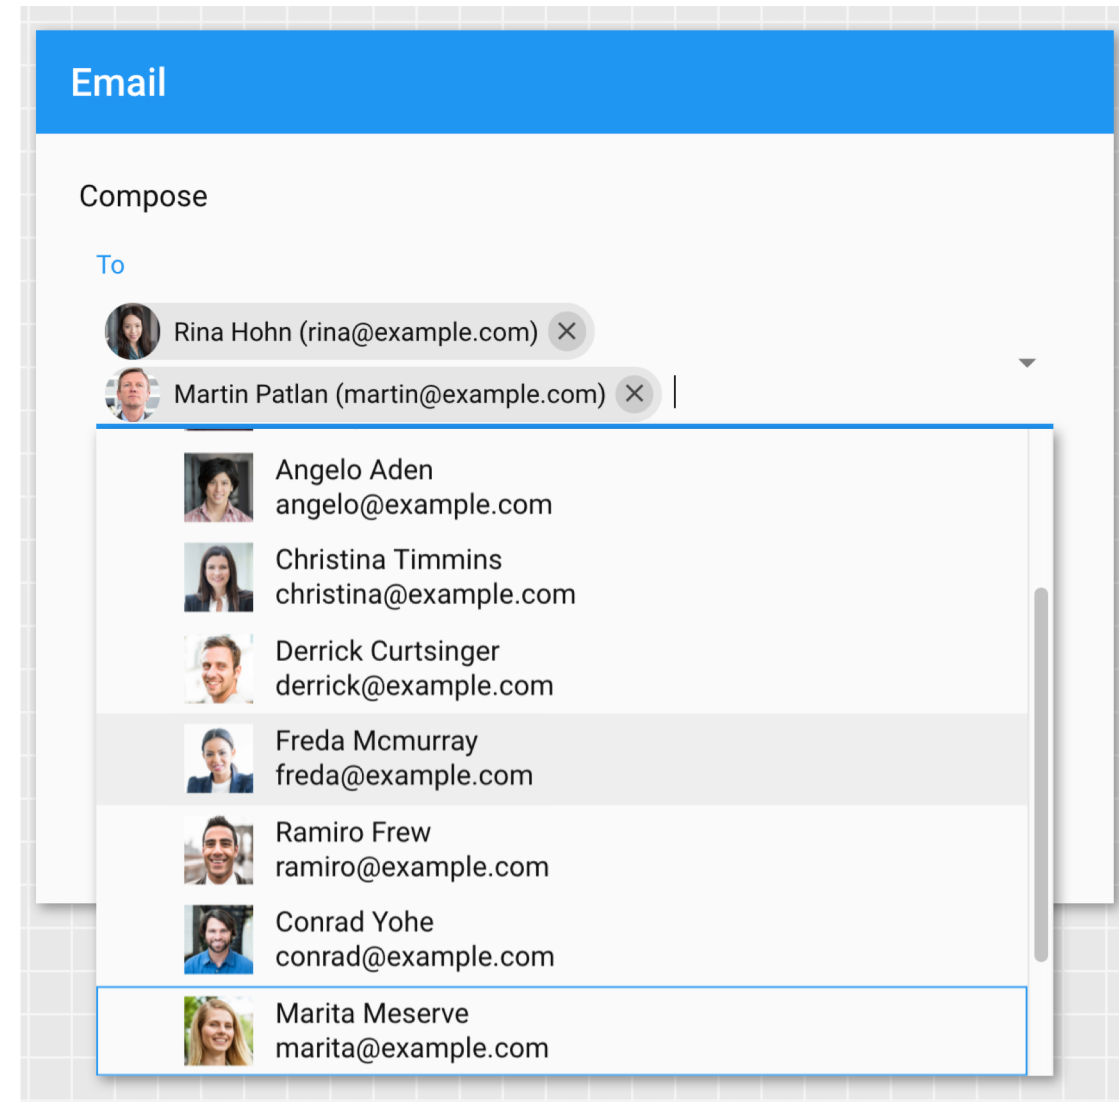 Email
Compose
To
Rina Hohn (rina@example.com)
Martin Patlan (martin@example.com)
Angelo Aden
angelo@example.com
Christina Timmins
christina@example.com
Derrick Curtsinger
derrick@example.com
Freda Mcmurray
freda@example.com
Ramiro Frew
ramiro@example.com
Conrad Yohe
conrad@example.com
Marita Meserve
marita@example.com